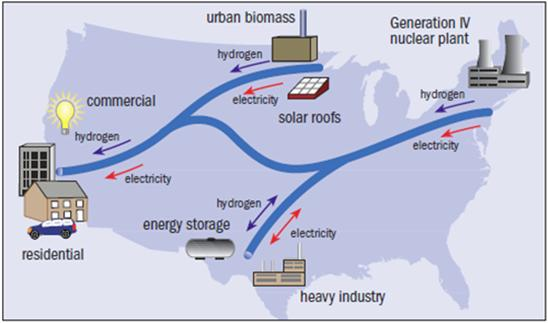 urban biomass
hydrogen
electricity
solar roofs
Generation IV
nuclear plant
hydrogen
electricity
commercial
hydrogen
electricity
residential
energy storage
hydrogen
electricity
heavy industry